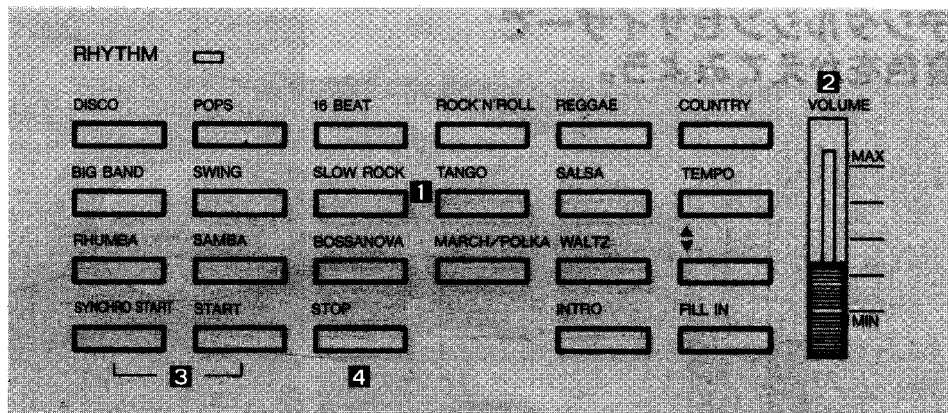 RHYTHM
2
DISCO POPS 16 BEAT ROCK'N'ROLL REGGAE COUNTRY VOLUME
MAX
BIG BAND SWING SLOW ROCK TANGO SALSA TEMPO
1
RHUMBA SAMBA BOSSANOVA MARCH/POLKA WALTZ
SYNCHRO START START STOP INTRO FILL IN
MIN
3 4